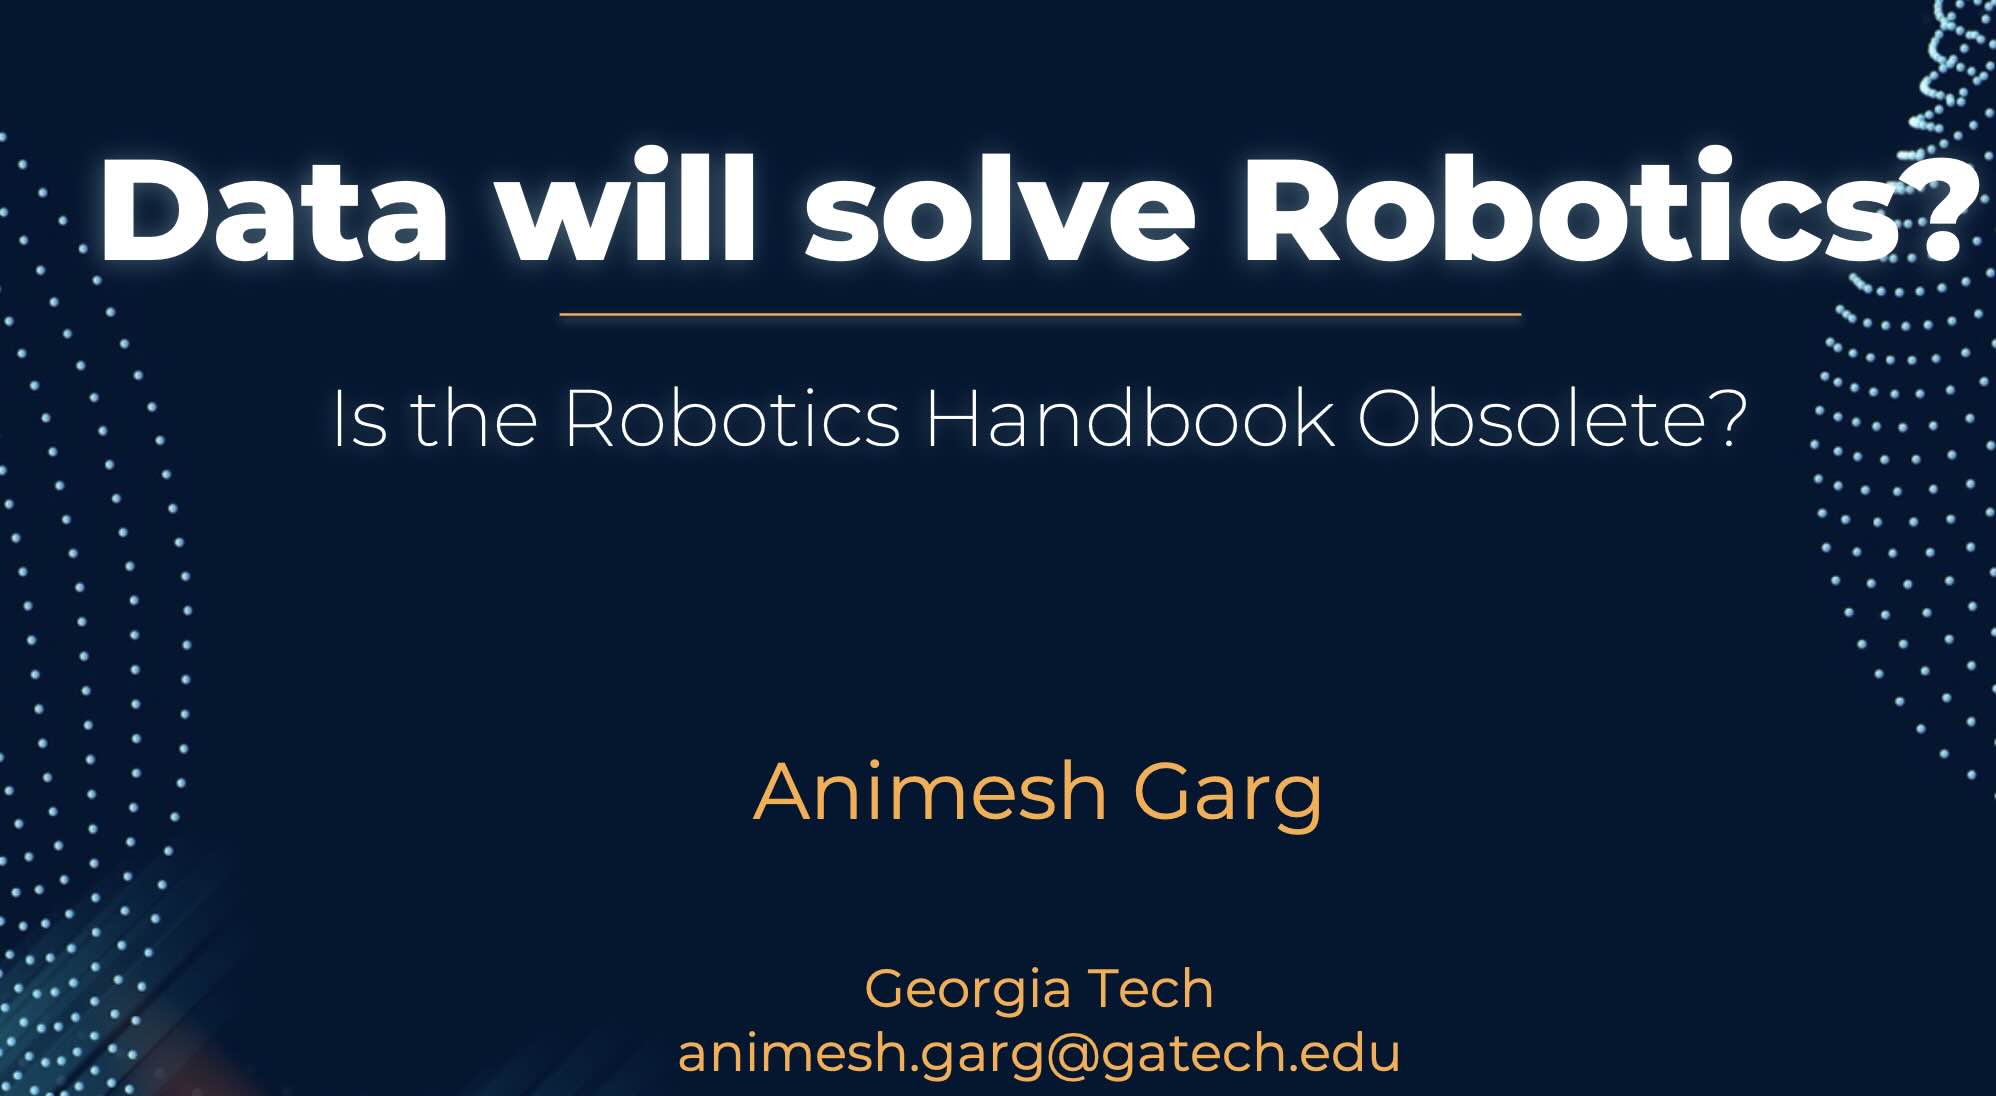 Data will solve Robotics?
Is the Robotics Handbook Obsolete?
Animesh Garg
Georgia Tech
animesh.garg@gatech.edu